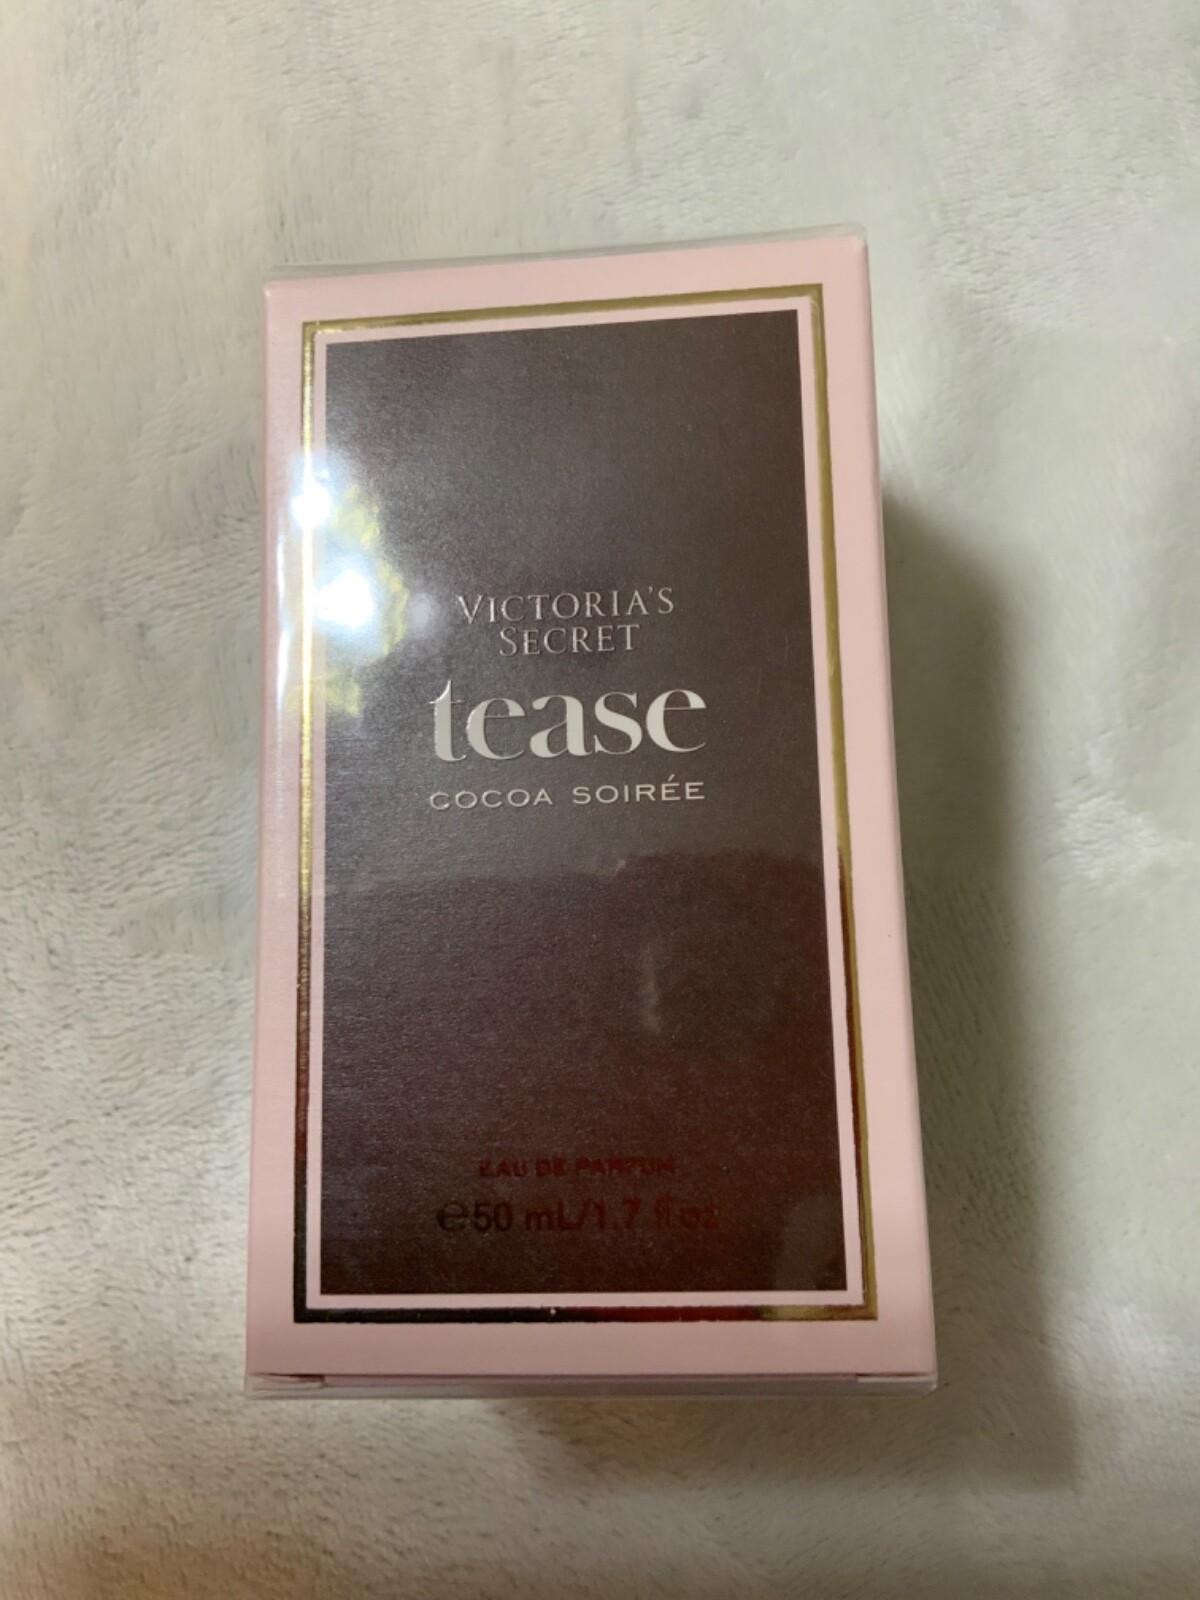 VICTORIA'S
SECRET
tease
COCOA SOIRÉE
EAU DE PARFUM
℮50 mL/1.7 fl oz